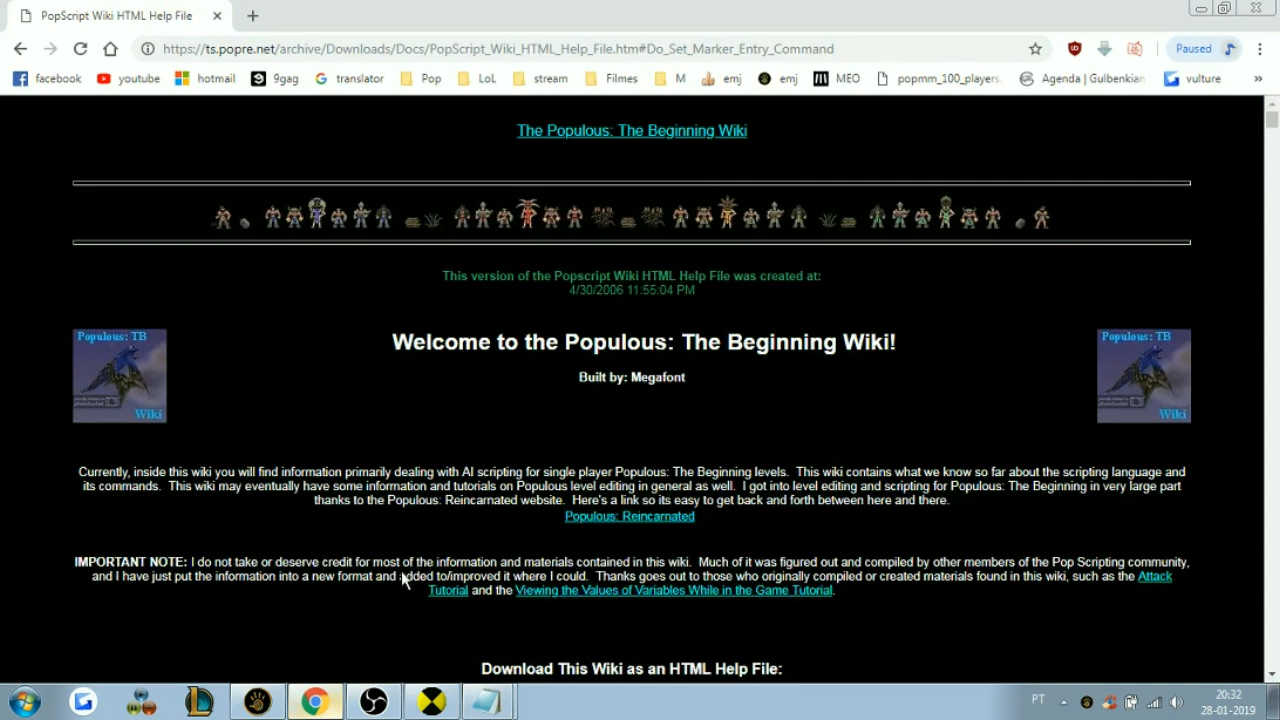 PopScript Wiki HTML Help File
https://ts.popre.net/archive/Downloads/Docs/PopScript_Wiki_HTML_Help_File.htm#Do_Set_Marker_Entry_Command
Paused
facebook youtube hotmail 9gag translator Pop LoL stream Filmes M emj emj MEO popmm_100_players. Agenda | Gulbenkian vulture »
The Populous: The Beginning Wiki
This version of the Popscript Wiki HTML Help File was created at:
4/30/2006 11:55:04 PM
Populous: TB
Wiki
Welcome to the Populous: The Beginning Wiki!
Built by: Megafont
Populous: TB
Wiki
Currently, inside this wiki you will find information primarily dealing with AI scripting for single player Populous: The Beginning levels. This wiki contains what we know so far about the scripting language and
its commands. This wiki may eventually have some information and tutorials on Populous level editing in general as well. I got into level editing and scripting for Populous: The Beginning in very large part
thanks to the Populous: Reincarnated website. Here's a link so its easy to get back and forth between here and there.
Populous: Reincarnated
IMPORTANT NOTE: I do not take or deserve credit for most of the information and materials contained in this wiki. Much of it was figured out and compiled by other members of the Pop Scripting community,
and I have just put the information into a new format and added to/improved it where I could. Thanks goes out to those who originally compiled or created materials found in this wiki, such as the Attack
Tutorial and the Viewing the Values of Variables While in the Game Tutorial.
Download This Wiki as an HTML Help File:
PT
20:32
28-01-2019